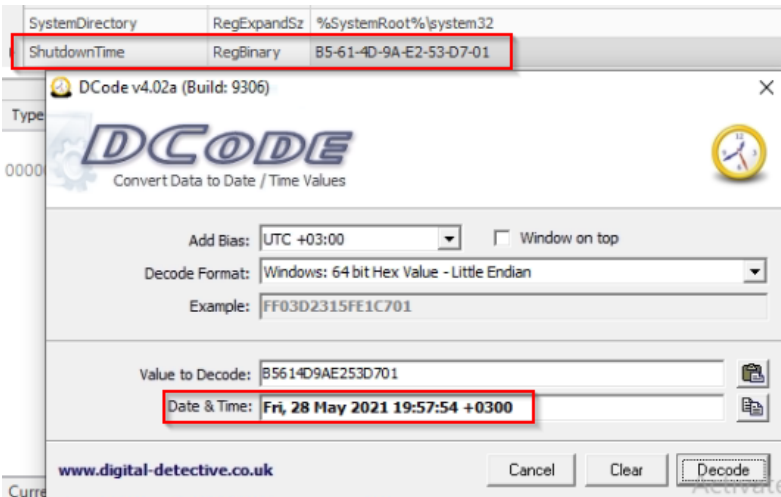 SystemDirectory RegExpandSz %SystemRoot%\system32
ShutdownTime RegBinary B5-61-4D-9A-E2-53-D7-01
DCode v4.02a (Build: 9306)
Type
DCODE
0000
Convert Data to Date / Time Values
Add Bias: UTC +03:00 Window on top
Decode Format: Windows: 64 bit Hex Value - Little Endian
Example: FF03D2315FE1C701
Value to Decode: B5614D9AE253D701
Date & Time: Fri, 28 May 2021 19:57:54 +0300
www.digital-detective.co.uk Cancel Clear Decode
Activate
Curre